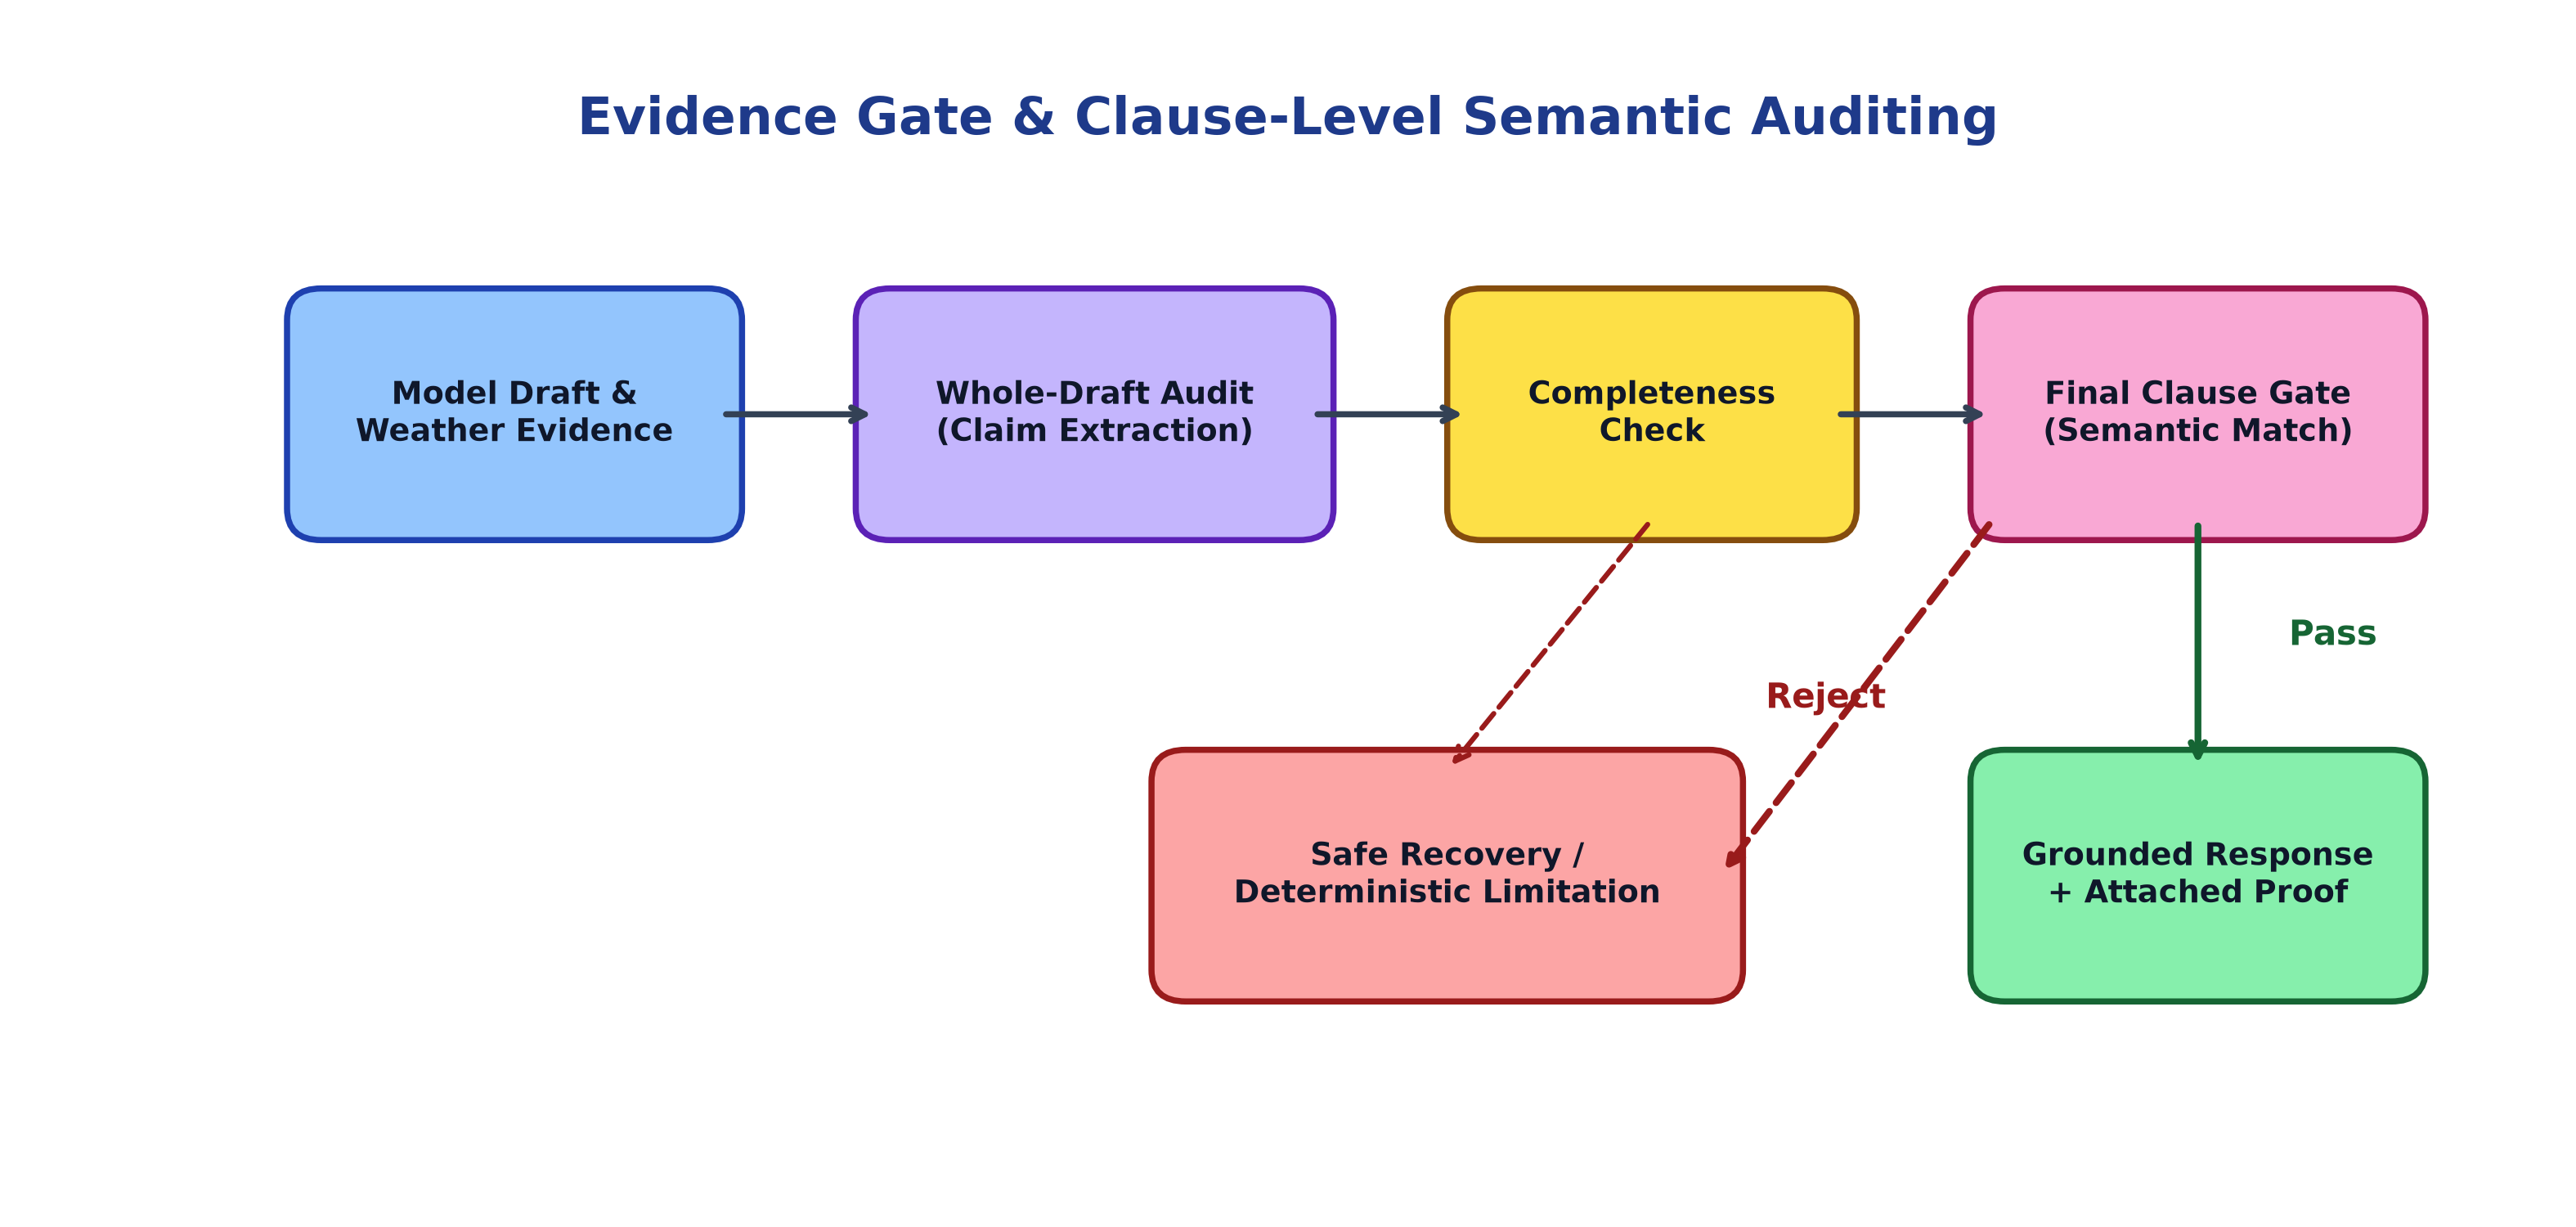 Evidence Gate & Clause-Level Semantic Auditing
Model Draft &
Weather Evidence
Whole-Draft Audit
(Claim Extraction)
Completeness
Check
Final Clause Gate
(Semantic Match)
Pass
Reject
Safe Recovery /
Deterministic Limitation
Grounded Response
+ Attached Proof